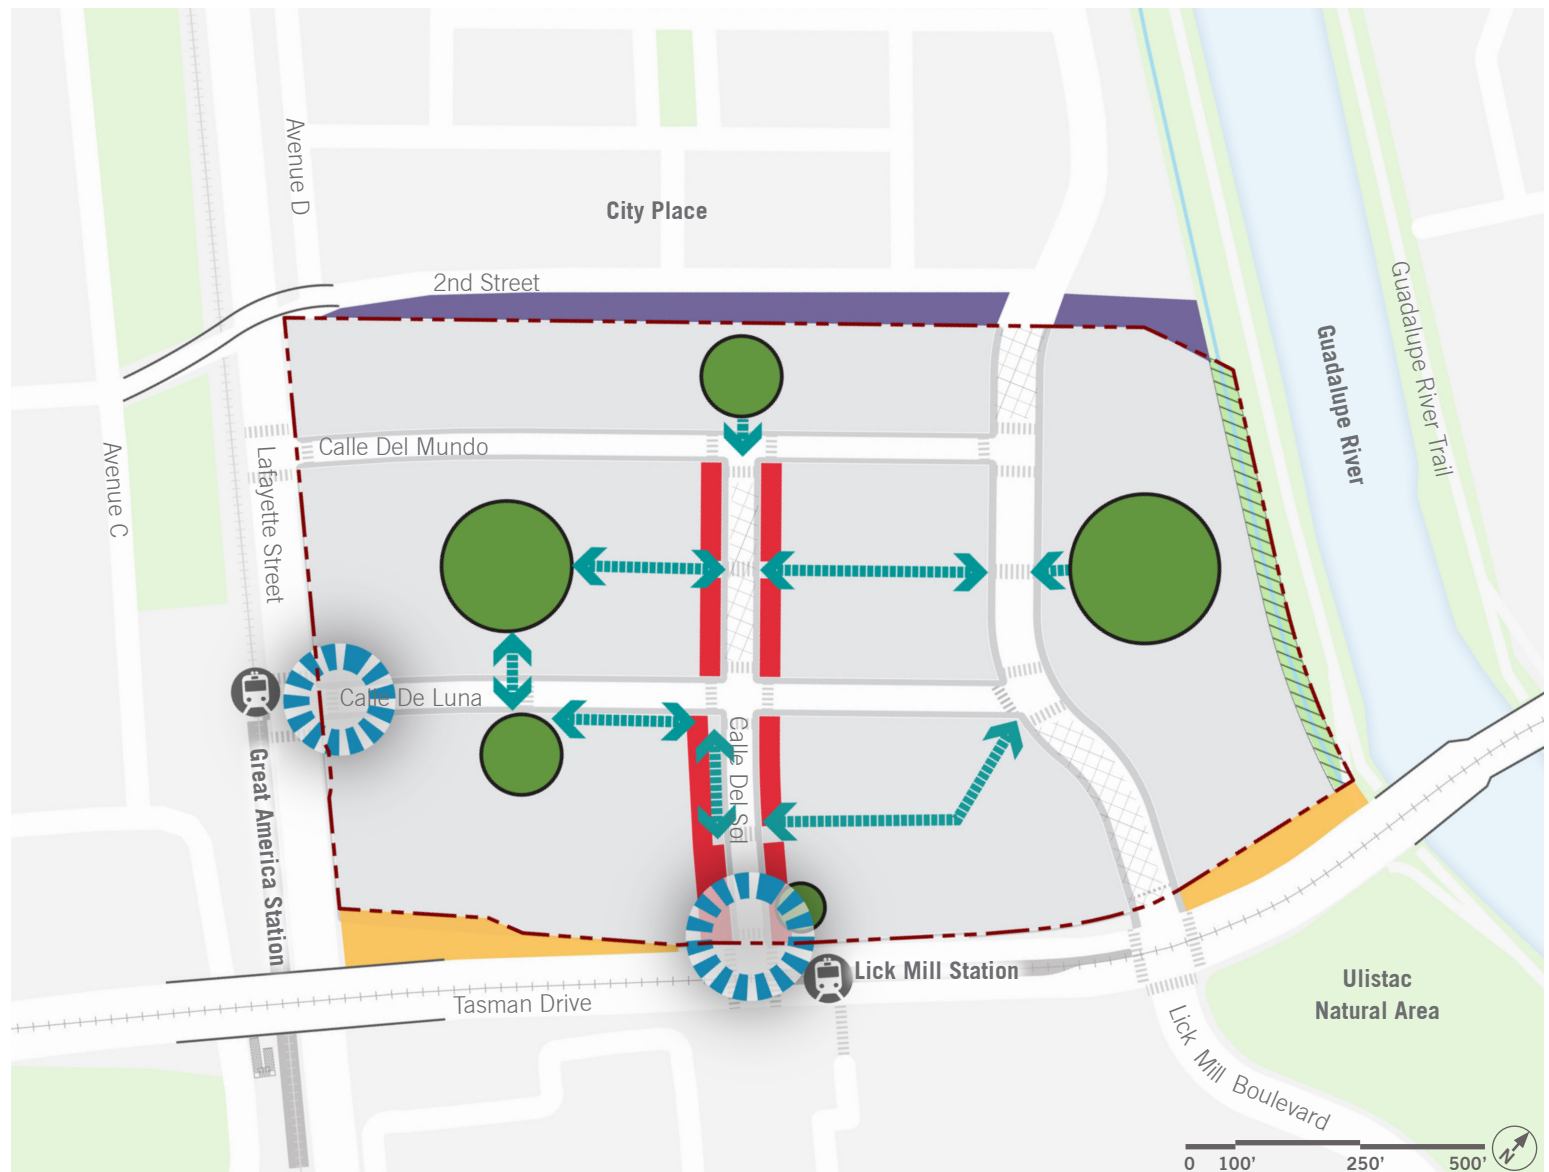 Avenue D
City Place
2nd Street
Guadalupe River Trail
Guadalupe River
Calle Del Mundo
Lafayette Street
Avenue C
Calle De Luna
Calle Del Sol
Great America Station
Lick Mill Station
Tasman Drive
Ulistac
Natural Area
Lick Mill Boulevard
0 100' 250' 500'
N